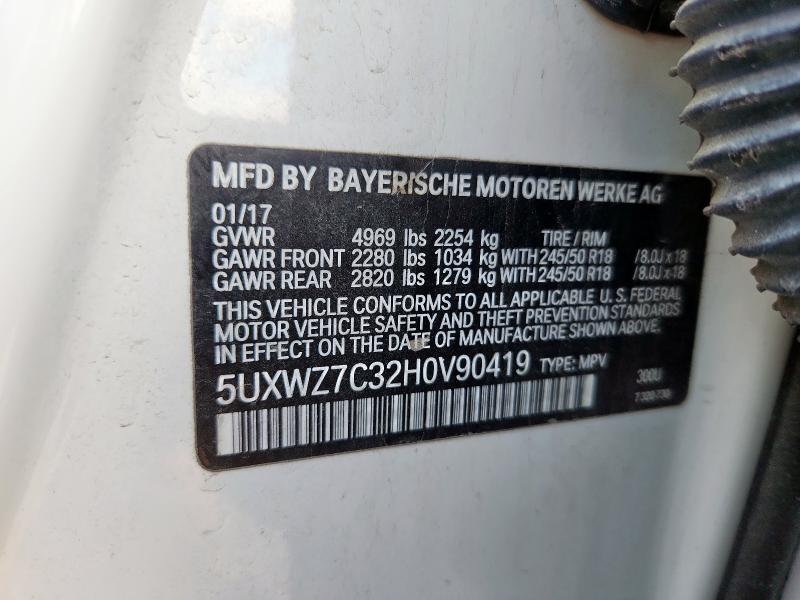 MFD BY BAYERISCHE MOTOREN WERKE AG
01/17
GVWR 4969 lbs 2254 kg TIRE / RIM
GAWR FRONT 2280 lbs 1034 kg WITH 245/50 R18 /8.0J x 18
GAWR REAR 2820 lbs 1279 kg WITH 245/50 R18 /8.0J x 18
THIS VEHICLE CONFORMS TO ALL APPLICABLE U. S. FEDERAL
MOTOR VEHICLE SAFETY AND THEFT PREVENTION STANDARDS
IN EFFECT ON THE DATE OF MANUFACTURE SHOWN ABOVE.
5UXWZ7C32H0V90419 TYPE: MPV 300U